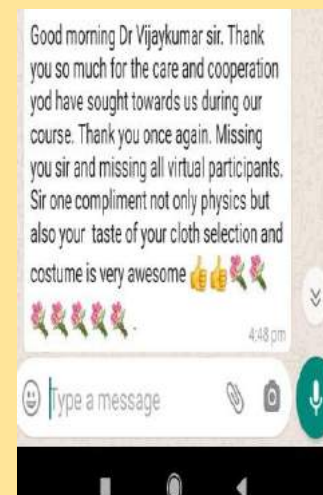 Good morning Dr Vijaykumar sir. Thank
you so much for the care and cooperation
yod have sought towards us during our
course. Thank you once again. Missing
you sir and missing all virtual participants.
Sir one compliment not only physics but
also your taste of your cloth selection and
costume is very awesome 👍👍💐💐
💐💐💐💐💐 .
4:48 pm
Type a message